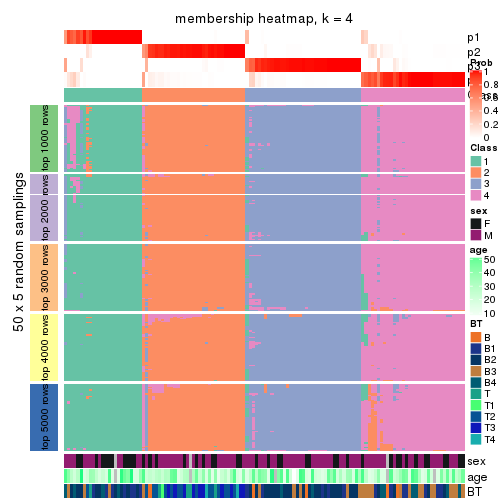 membership heatmap, k = 4
p1
p2
p3
Prob
1
0.8
0.6
0.4
0.2
0
Class
1
2
3
4
sex
F
M
age
50
40
30
20
10
BT
B
B1
B2
B3
B4
T
T1
T2
T3
T4
50 x 5 random samplings
top 1000 rows
top 2000 rows
top 3000 rows
top 4000 rows
top 5000 rows
sex
age
BT